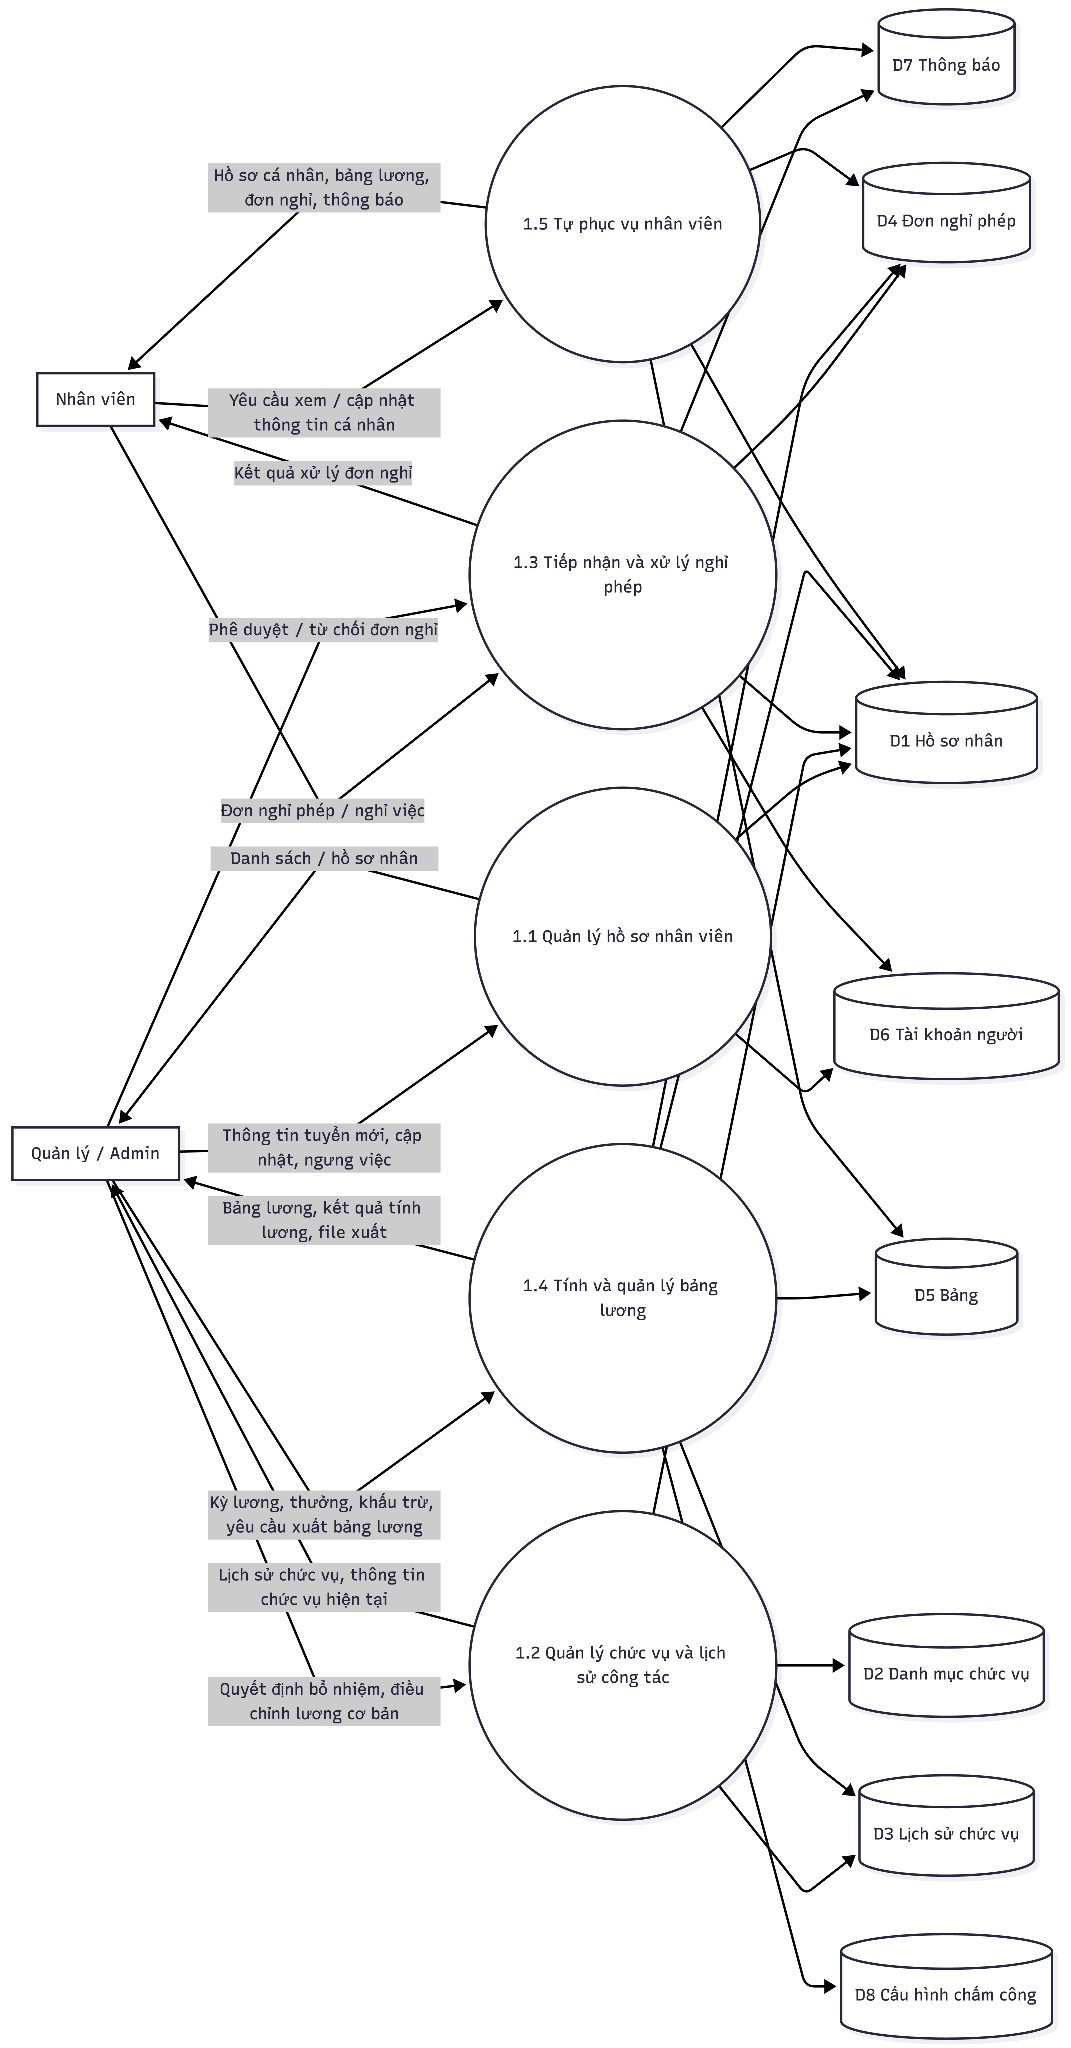 D7 Thông báo
Hồ sơ cá nhân, bảng lương,
đơn nghỉ, thông báo
1.5 Tự phục vụ nhân viên
D4 Đơn nghỉ phép
Nhân viên
Yêu cầu xem / cập nhật
thông tin cá nhân
Kết quả xử lý đơn nghỉ
1.3 Tiếp nhận và xử lý nghỉ
phép
Phê duyệt / từ chối đơn nghỉ
D1 Hồ sơ nhân
Đơn nghỉ phép / nghỉ việc
Danh sách / hồ sơ nhân
1.1 Quản lý hồ sơ nhân viên
D6 Tài khoản người
Quản lý / Admin
Thông tin tuyển mới, cập
nhật, ngưng việc
Bảng lương, kết quả tính
lương, file xuất
1.4 Tính và quản lý bảng
lương
D5 Bảng
Kỳ lương, thưởng, khấu trừ,
yêu cầu xuất bảng lương
Lịch sử chức vụ, thông tin
chức vụ hiện tại
1.2 Quản lý chức vụ và lịch
sử công tác
D2 Danh mục chức vụ
Quyết định bổ nhiệm, điều
chỉnh lương cơ bản
D3 Lịch sử chức vụ
D8 Cấu hình chấm công